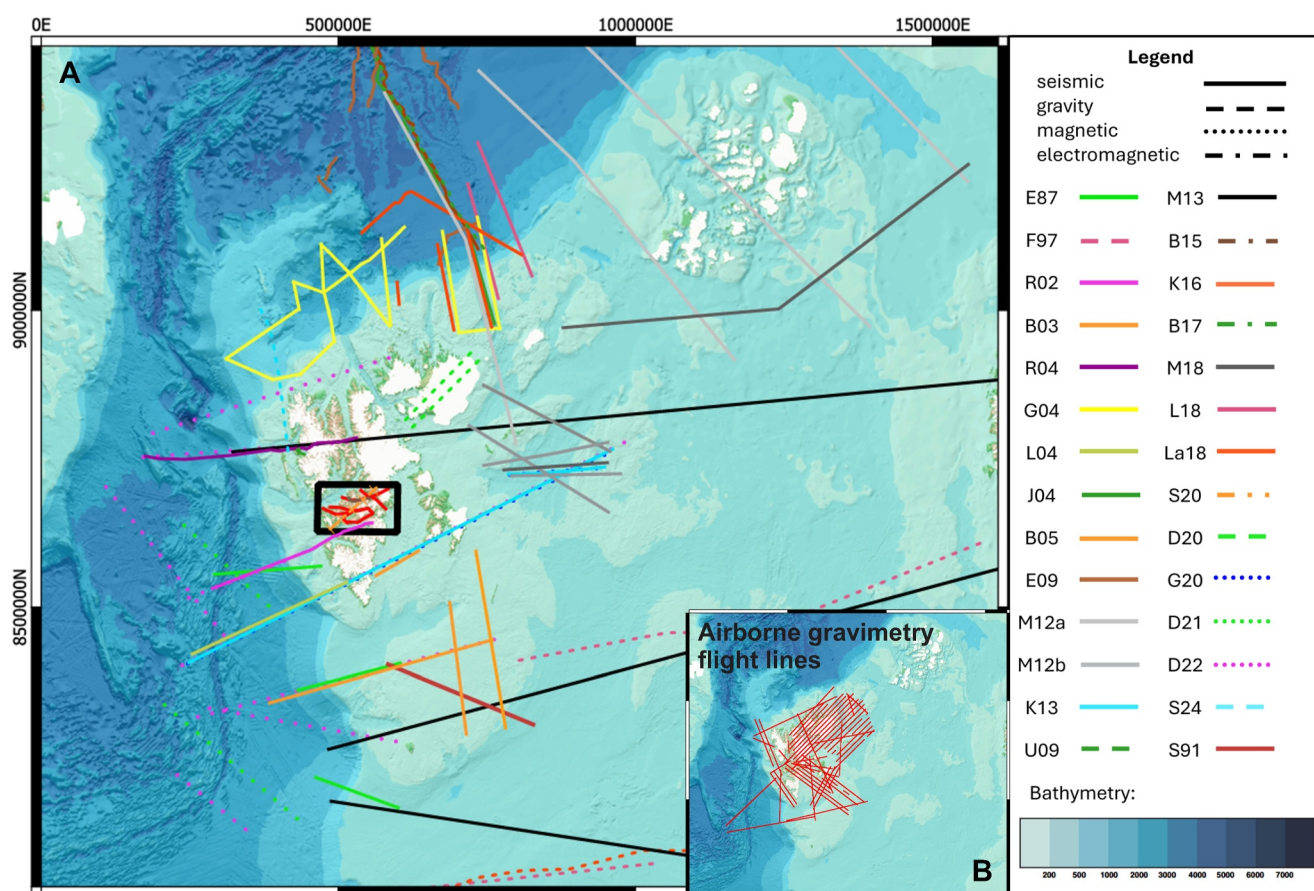 0E 5000000E 1000000E 1500000E
A
9000000N
8500000N
Airborne gravimetry
flight lines
B
Legend
seismic
gravity
magnetic
electromagnetic
E87 M13
F97 B15
R02 K16
B03 B17
R04 M18
G04 L18
L04 La18
J04 S20
B05 D20
E09 G20
M12a D21
M12b D22
K13 S24
U09 S91
Bathymetry:
200 500 1000 2000 3000 4000 5000 6000 7000